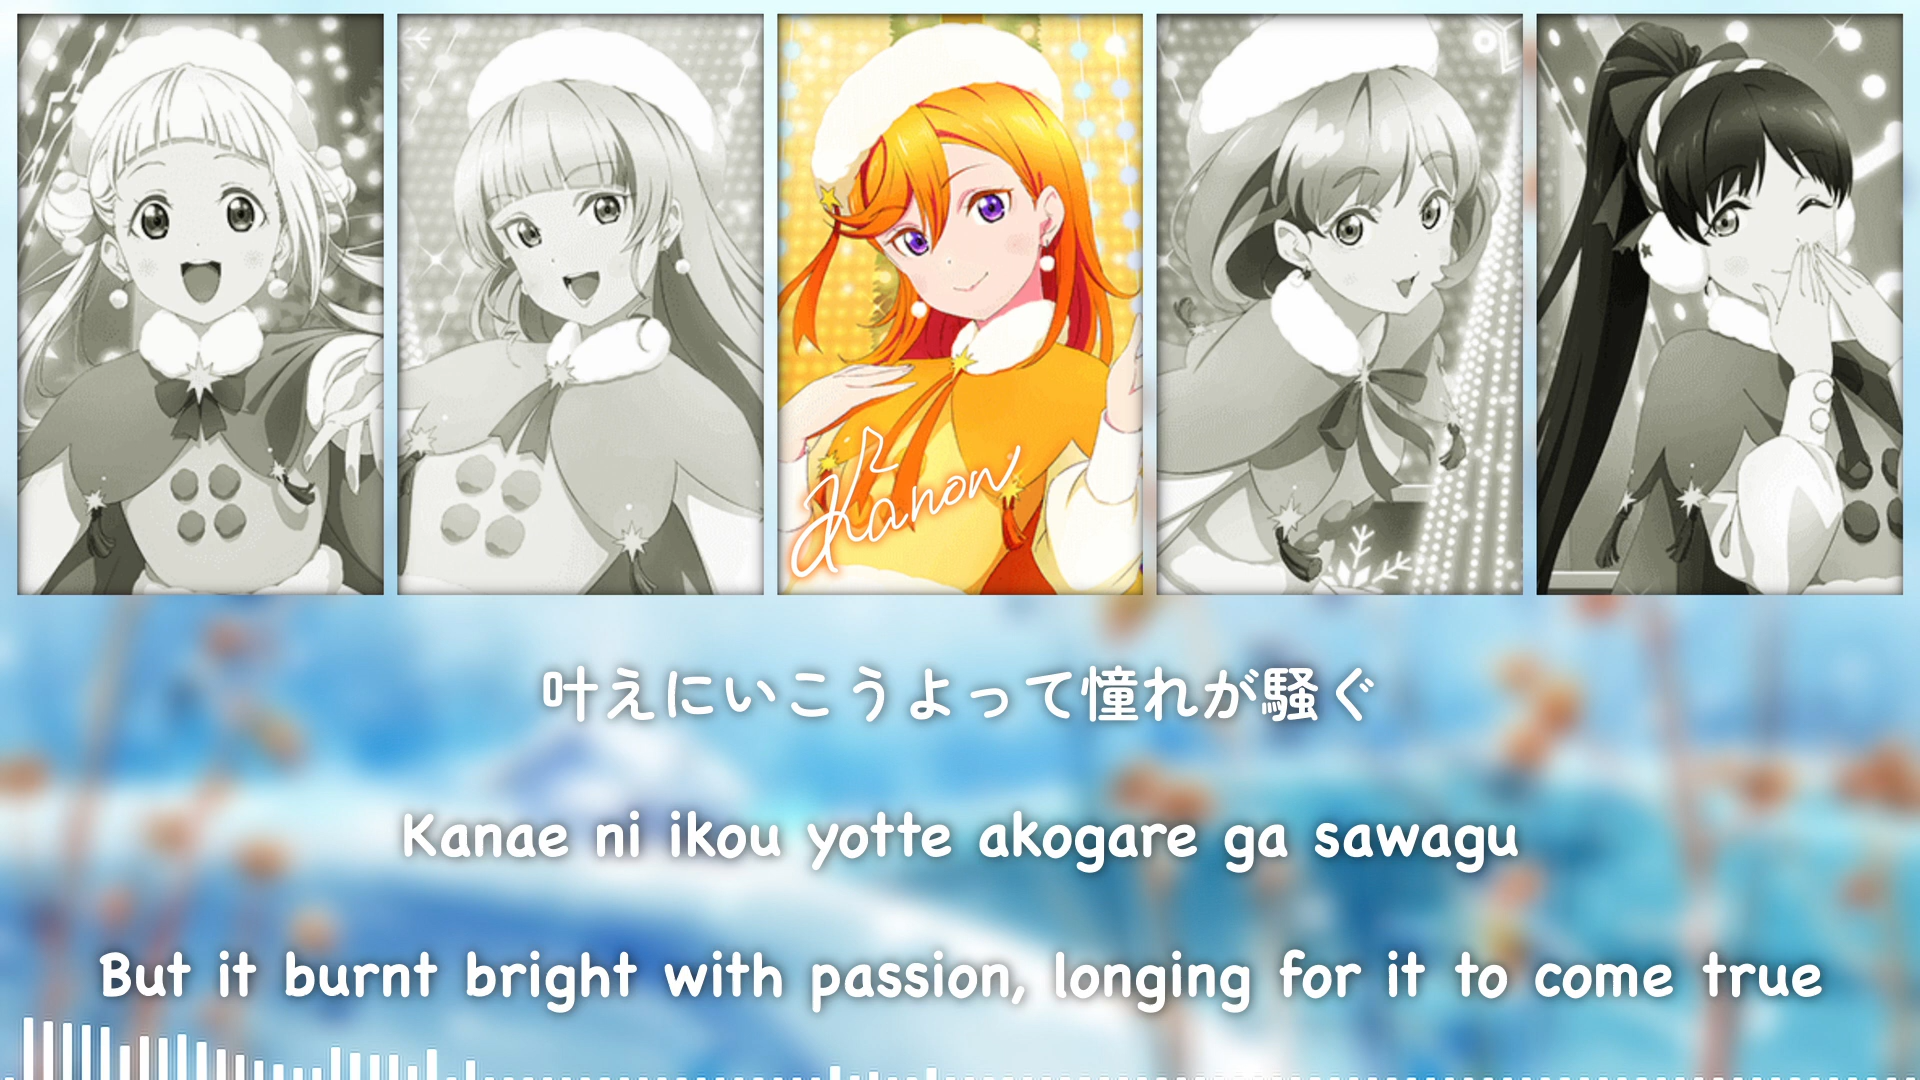 Kanon
叶えにいこうよって憧れが騒ぐ
Kanae ni ikou yotte akogare ga sawagu
But it burnt bright with passion, longing for it to come true